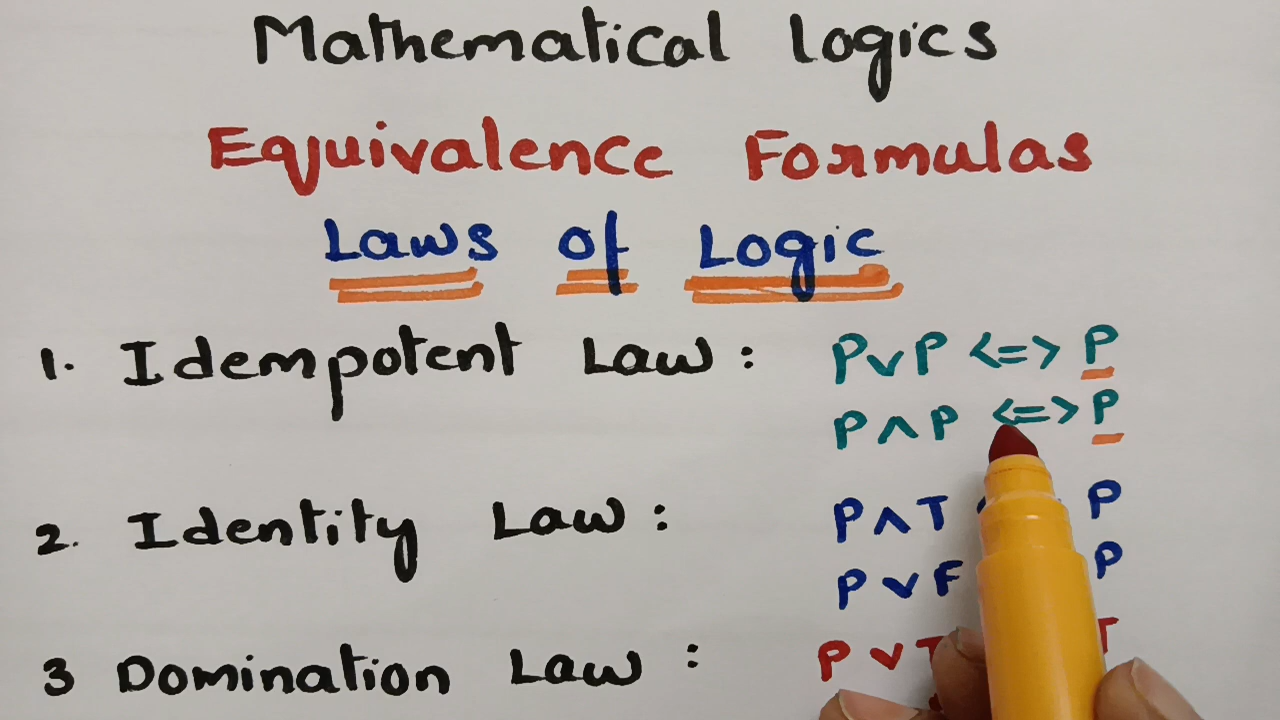 Mathematical Logics
Equivalence Formulas
Laws of Logic
1. Idempotent Law : P∨P <=> P
P∧P <=> P
2. Identity Law : P∧T P
P∨F P
3 Domination Law : P∨T T